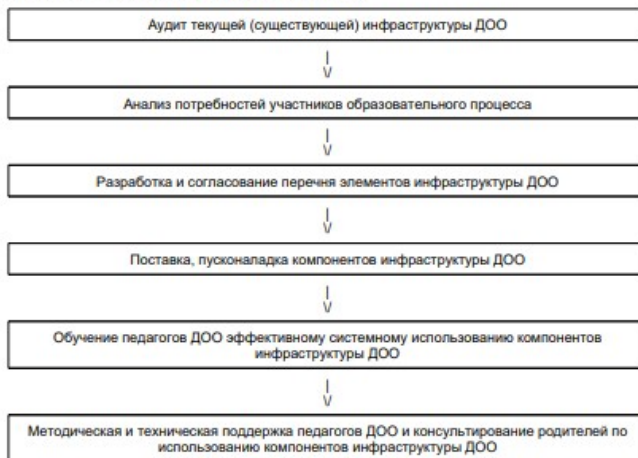 Аудит текущей (существующей) инфраструктуры ДОО
Анализ потребностей участников образовательного процесса
Разработка и согласование перечня элементов инфраструктуры ДОО
Поставка, пусконаладка компонентов инфраструктуры ДОО
Обучение педагогов ДОО эффективному системному использованию компонентов
инфраструктуры ДОО
Методическая и техническая поддержка педагогов ДОО и консультирование родителей по
использованию компонентов инфраструктуры ДОО